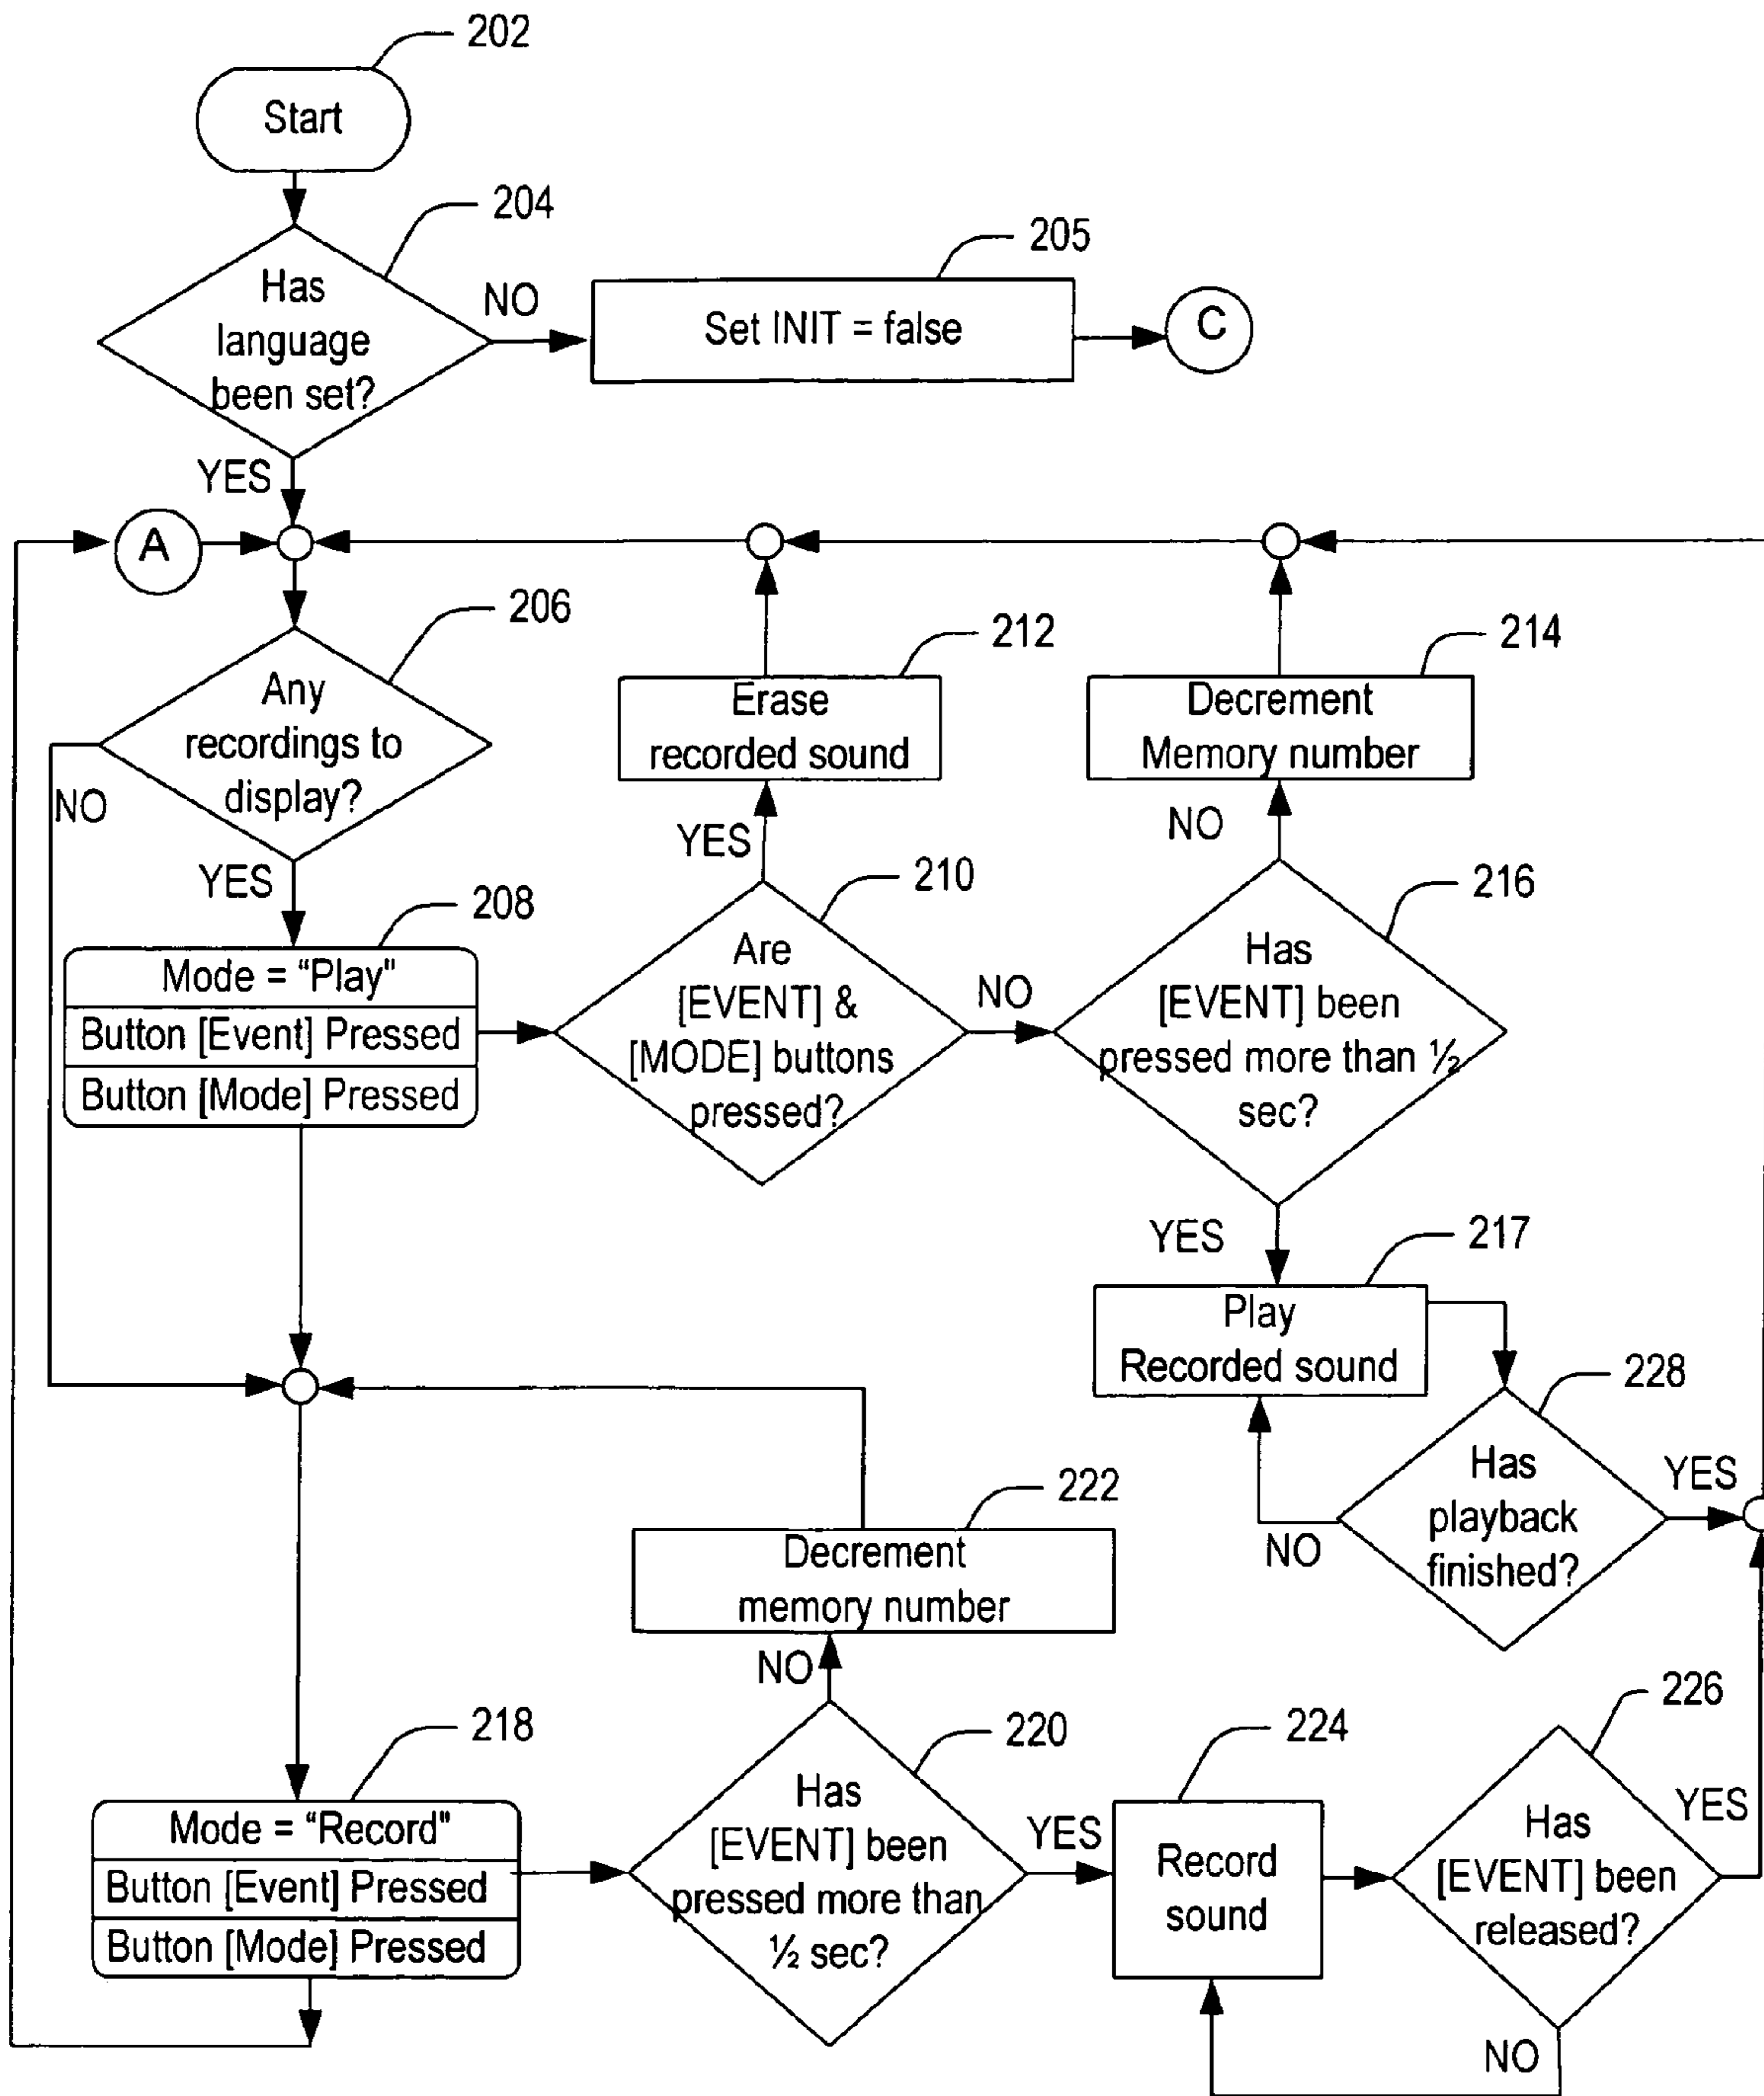 202
Start
204
Has
language
been set?
NO
205
Set INIT = false
C
YES
A
206
Any
recordings to
display?
NO
YES
212
Erase
recorded sound
214
Decrement
Memory number
YES
NO
208
Mode = “Play"
Button [Event] Pressed
Button [Mode] Pressed
210
Are
[EVENT] &
[MODE] buttons
pressed?
NO
216
Has
[EVENT] been
pressed more than ½
sec?
YES
217
Play
Recorded sound
228
Has
playback
finished?
YES
NO
222
Decrement
memory number
NO
218
Mode = “Record"
Button [Event] Pressed
Button [Mode] Pressed
220
Has
[EVENT] been
pressed more than
½ sec?
YES
224
Record
sound
226
Has
[EVENT] been
released?
YES
NO